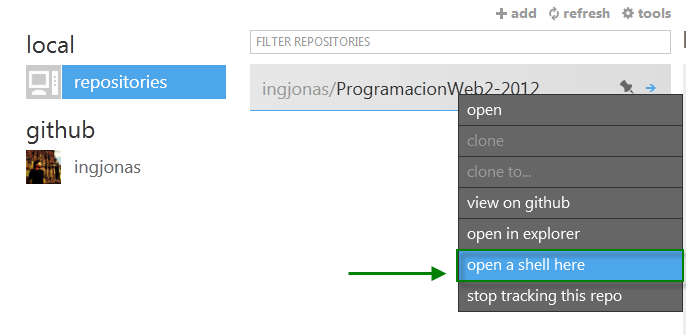 add refresh tools
local
FILTER REPOSITORIES
repositories
ingjonas/ProgramacionWeb2-2012
github
ingjonas
open
clone
clone to...
view on github
open in explorer
open a shell here
stop tracking this repo